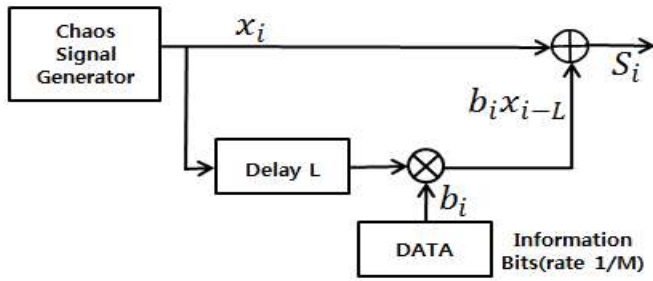 Chaos
Signal
Generator
x_i
S_i
b_i x_{i-L}
Delay L
b_i
DATA
Information
Bits(rate 1/M)